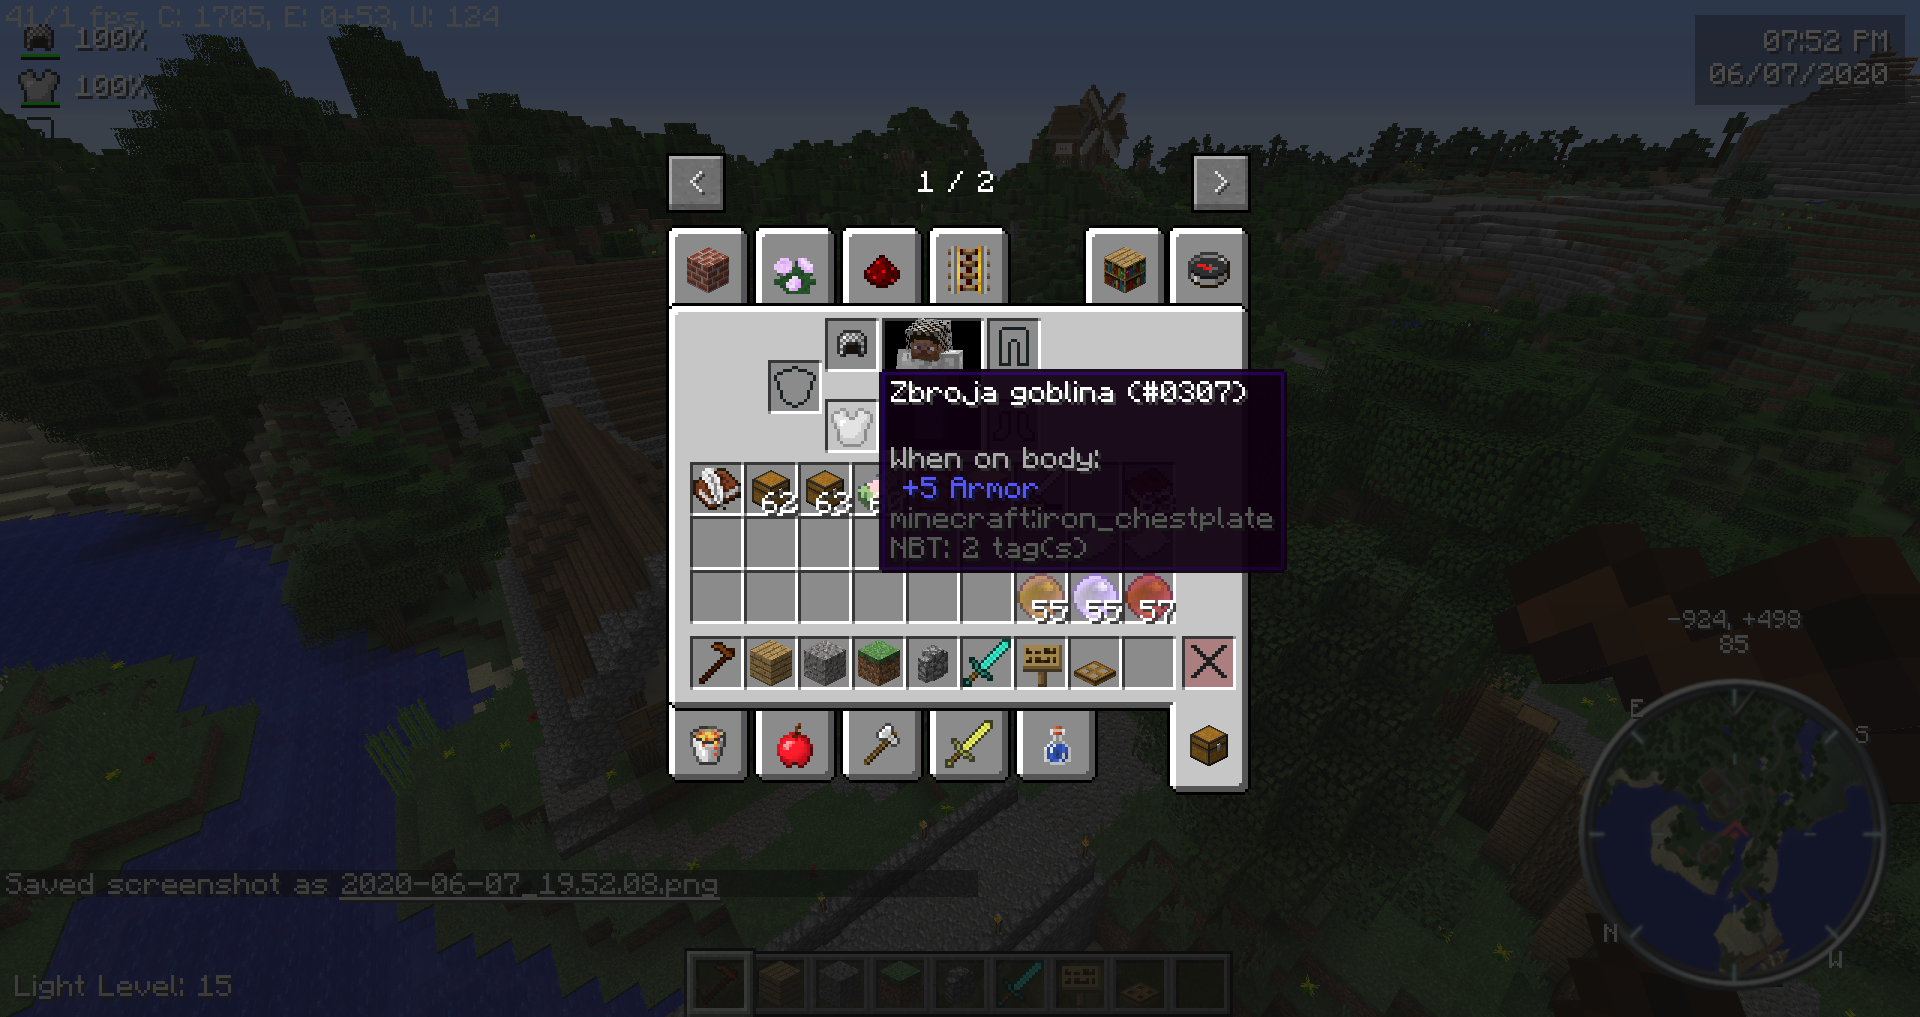 41/1 fps, C: 1705, E: 0+53, U: 124
100%
100%
07:52 PM
06/07/2020
<
1 / 2
>
Zbroja goblina (#0307)
When on body:
+5 Armor
minecraft:iron_chestplate
NBT: 2 tag(s)
62
63
55
55
57
-924, +498
85
E
S
N
W
Saved screenshot as 2020-06-07_19.52.08.png
Light Level: 15